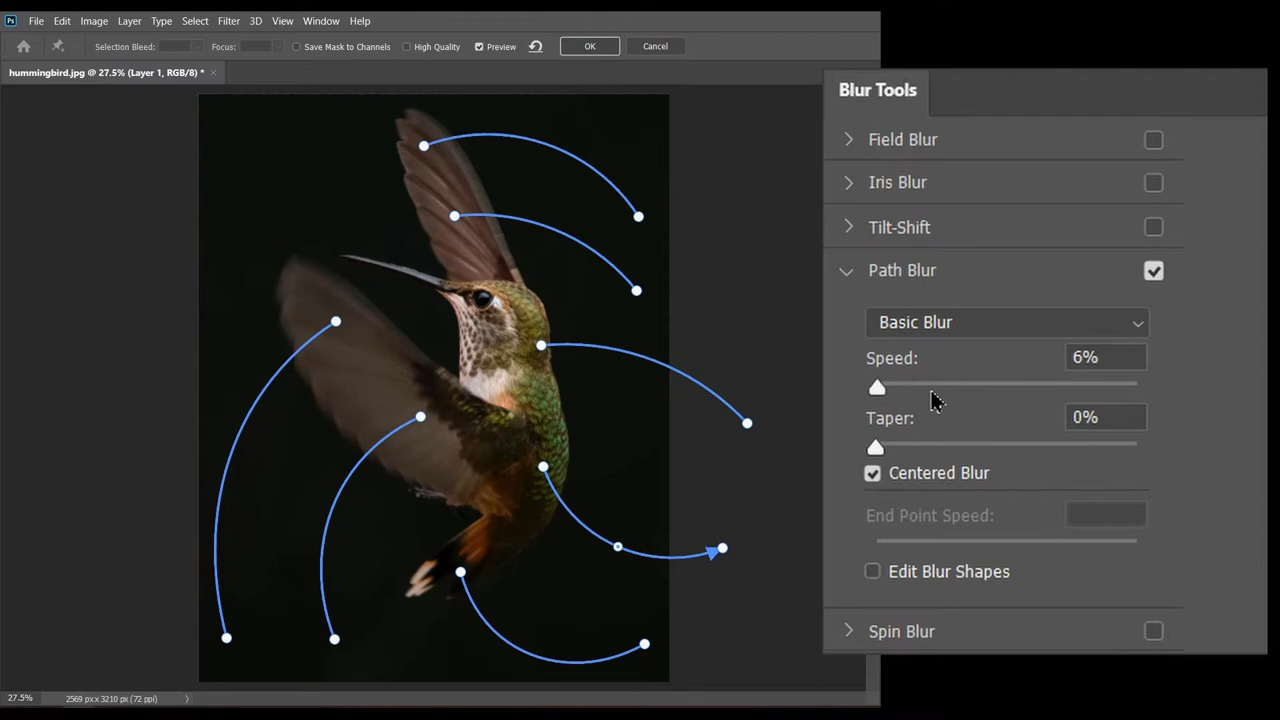 Ps File Edit Image Layer Type Select Filter 3D View Window Help
Selection Bleed: Focus: Save Mask to Channels High Quality Preview OK Cancel
hummingbird.jpg @ 27.5% (Layer 1, RGB/8) * ×
Blur Tools
Field Blur
Iris Blur
Tilt-Shift
Path Blur
Basic Blur
Speed: 6%
Taper: 0%
Centered Blur
End Point Speed:
Edit Blur Shapes
Spin Blur
27.5% 2569 px x 3210 px (72 ppi)